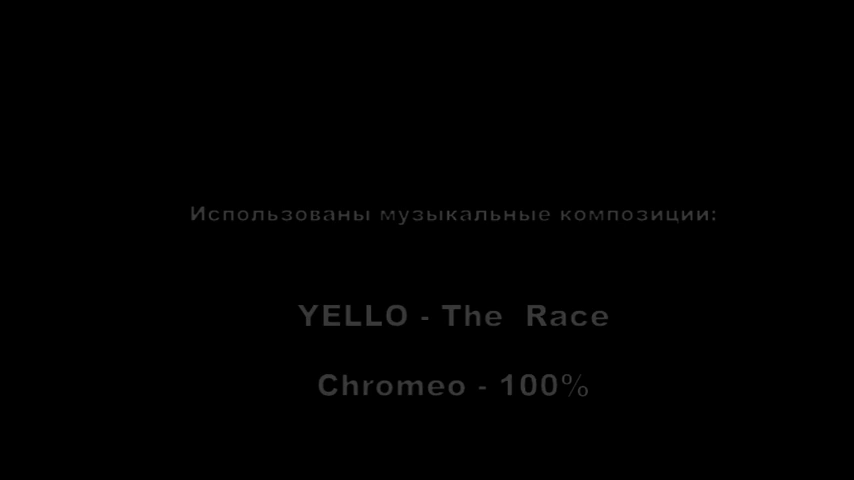 Использованы музыкальные композиции:
YELLO - The Race
Chromeo - 100%